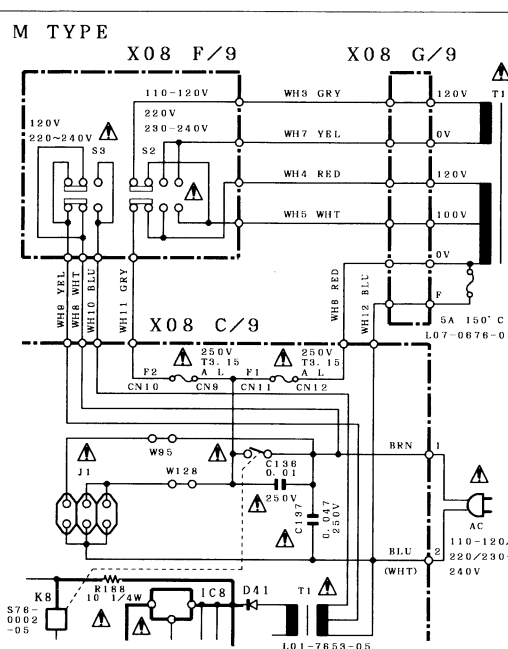 M TYPE
X08 F/9
X08 G/9
110-120V
220V
230-240V
120V
220~240V
S3
S2
WH3 GRY
WH7 YEL
WH4 RED
WH5 WHT
120V
0V
120V
100V
0V
F
T1
5A 150°C
L07-0676-0
WH9 YEL
WH8 WHT
WH10 BLU
WH11 GRY
WH8 RED
WH12 BLU
X08 C/9
250V
T3.15
A L
F2
CN10
CN9
250V
T3.15
A L
F1
CN11
CN12
W95
J1
W128
C136
0.01
250V
C137
0.047
250V
BRN
1
AC
110-120/
220/230-
240V
BLU
(WHT)
2
K8
S76-
0002
-05
R188
10 1/4W
IC8
D41
T1
L01-7653-05